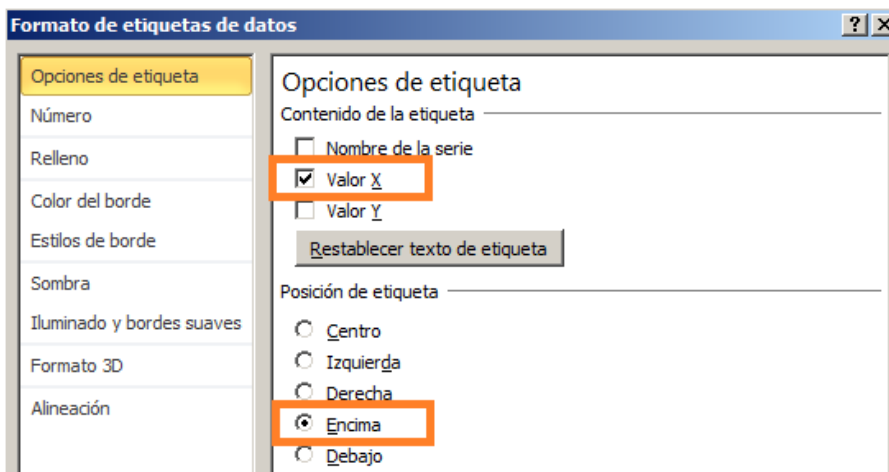 Formato de etiquetas de datos
Opciones de etiqueta
Número
Relleno
Color del borde
Estilos de borde
Sombra
Iluminado y bordes suaves
Formato 3D
Alineación
Opciones de etiqueta
Contenido de la etiqueta
Nombre de la serie
Valor X
Valor Y
Restablecer texto de etiqueta
Posición de etiqueta
Centro
Izquierda
Derecha
Encima
Debajo